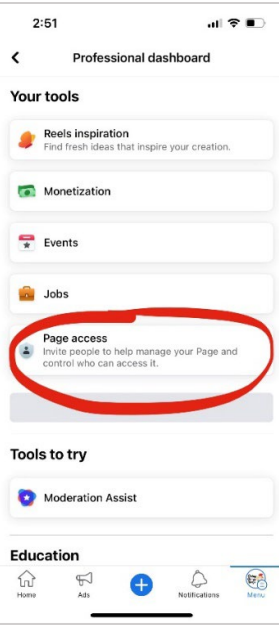 2:51
Professional dashboard
Your tools
Reels inspiration
Find fresh ideas that inspire your creation.
Monetization
Events
Jobs
Page access
Invite people to help manage your Page and
control who can access it.
Tools to try
Moderation Assist
Education
Home
Ads
Notifications
Menu